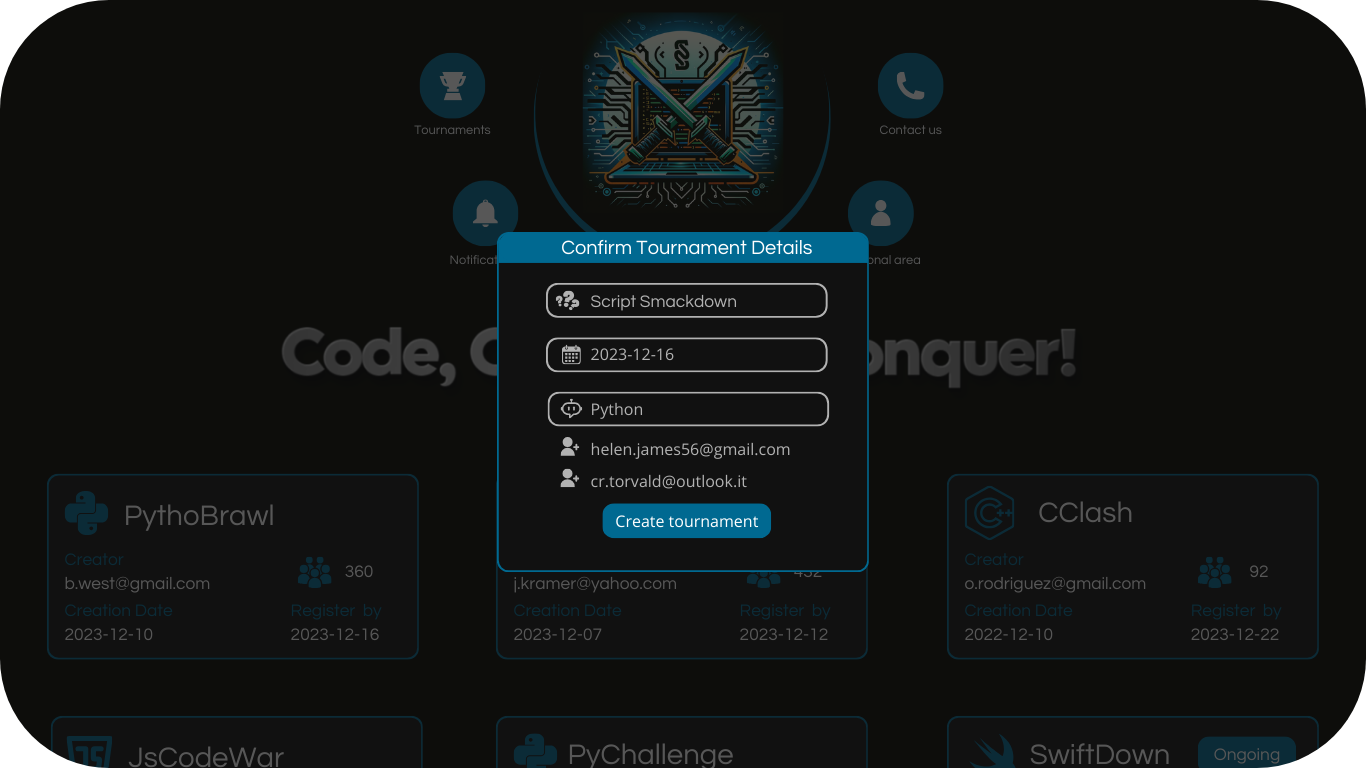 Tournaments
Contact us
Notificat
onal area
Confirm Tournament Details
Script Smackdown
2023-12-16
Python
helen.james56@gmail.com
cr.torvald@outlook.it
Create tournament
Code, C
onquer!
PythoBrawl
Creator
b.west@gmail.com
360
Creation Date
Register by
2023-12-10
2023-12-16
j.kramer@yahoo.com
432
Creation Date
Register by
2023-12-07
2023-12-12
CClash
Creator
o.rodriguez@gmail.com
92
Creation Date
Register by
2022-12-10
2023-12-22
JsCodeWar
PyChallenge
SwiftDown
Ongoing